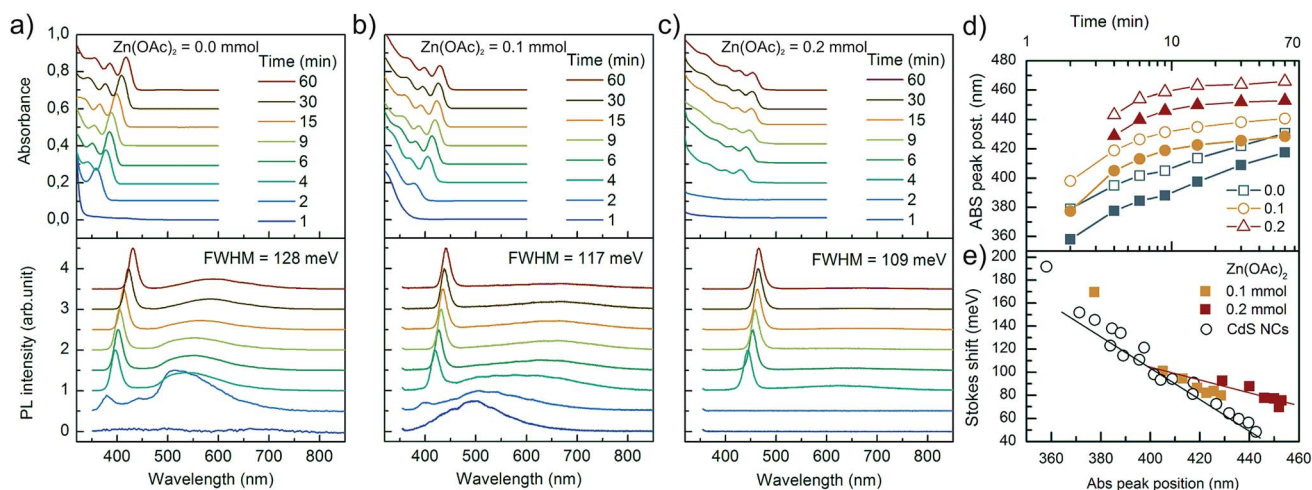 a)
Zn(OAc)₂ = 0.0 mmol
Time (min)
60
30
15
9
6
4
2
1
1,0
0,8
0,6
0,4
0,2
0,0
Absorbance
FWHM = 128 meV
4
3
2
1
0
PL intensity (arb.unit)
400 500 600 700 800
Wavelength (nm)
b)
Zn(OAc)₂ = 0.1 mmol
Time (min)
60
30
15
9
6
4
2
1
FWHM = 117 meV
400 500 600 700 800
Wavelength (nm)
c)
Zn(OAc)₂ = 0.2 mmol
Time (min)
60
30
15
9
6
4
2
1
FWHM = 109 meV
400 500 600 700 800
Wavelength (nm)
d)
Time (min)
1 10 70
480
460
440
420
400
380
360
ABS peak post. (nm)
0.0
0.1
0.2
e)
200
180
160
140
120
100
80
60
40
Stokes shift (meV)
Zn(OAc)₂
0.1 mmol
0.2 mmol
CdS NCs
360 380 400 420 440 460
Abs peak position (nm)